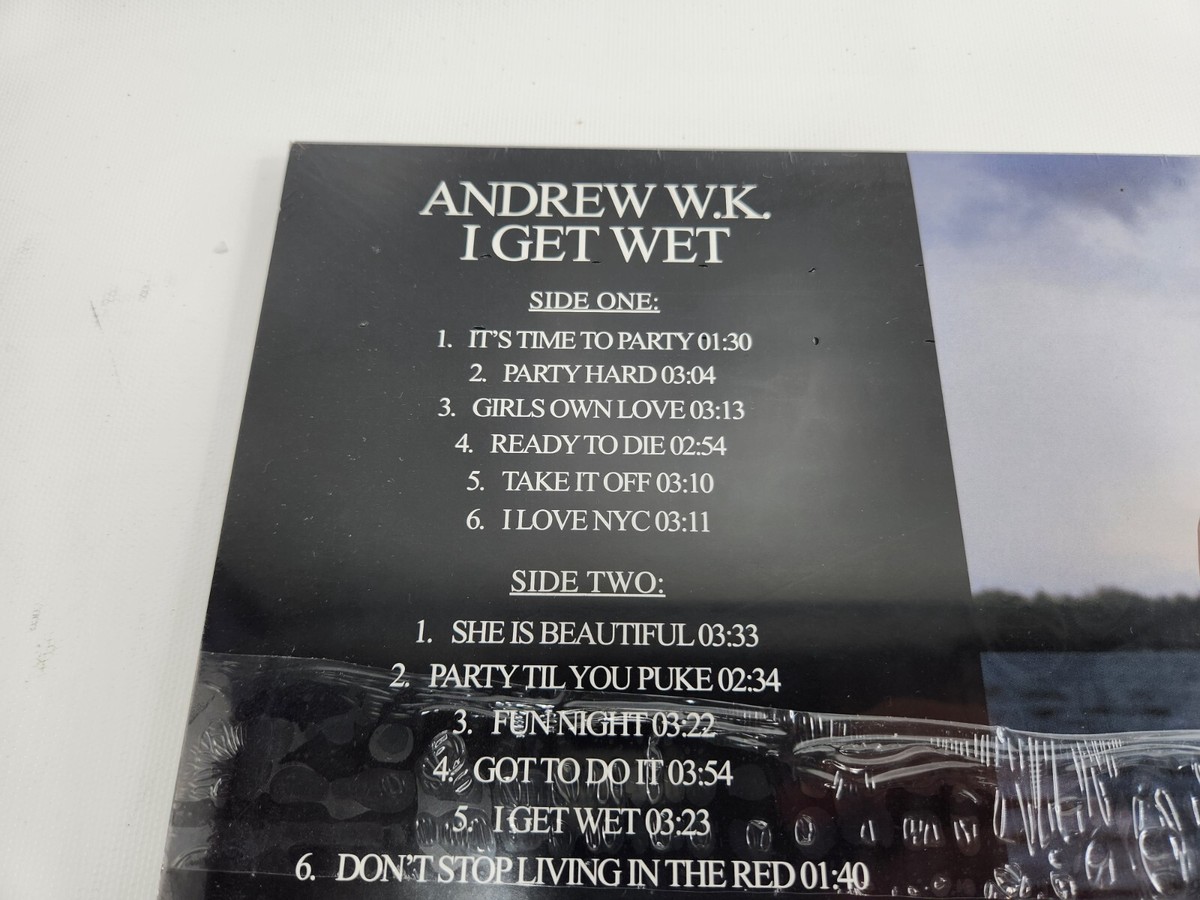 ANDREW W.K.
I GET WET
SIDE ONE:
1. IT'S TIME TO PARTY 01:30
2. PARTY HARD 03:04
3. GIRLS OWN LOVE 03:13
4. READY TO DIE 02:54
5. TAKE IT OFF 03:10
6. I LOVE NYC 03:11
SIDE TWO:
1. SHE IS BEAUTIFUL 03:33
2. PARTY TIL YOU PUKE 02:34
3. FUN NIGHT 03:22
4. GOT TO DO IT 03:54
5. I GET WET 03:23
6. DON'T STOP LIVING IN THE RED 01:40